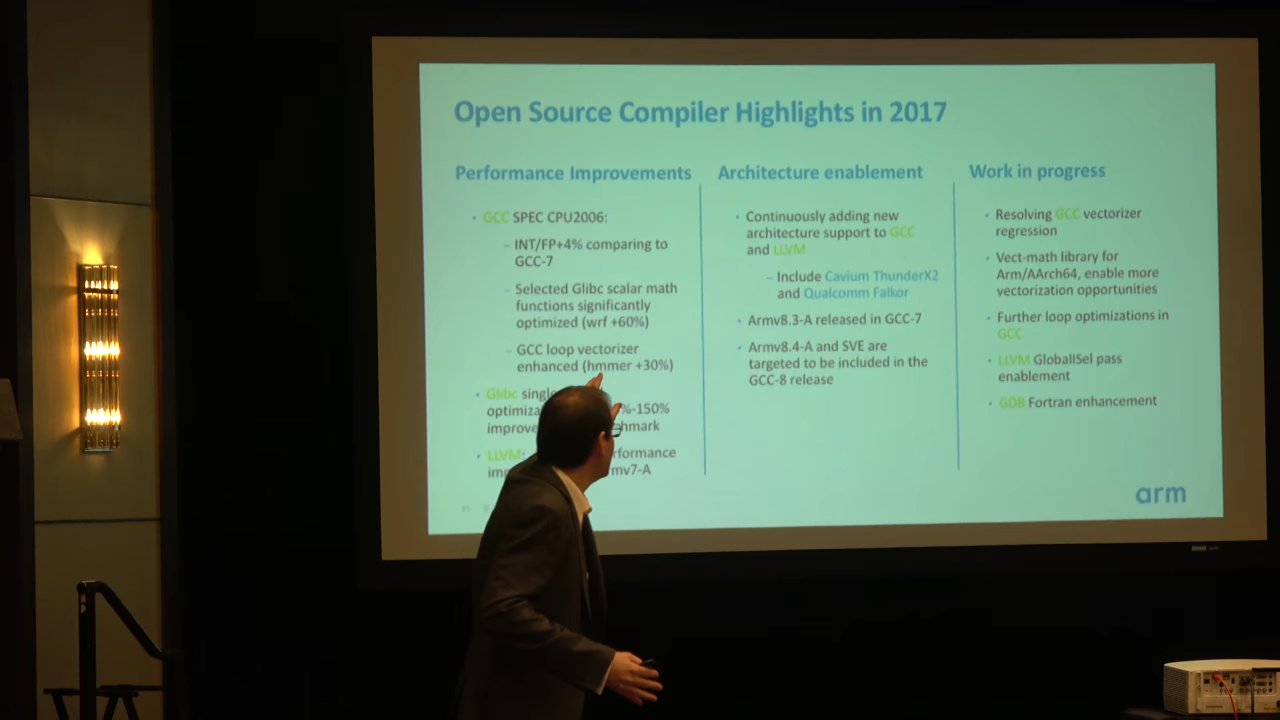 Open Source Compiler Highlights in 2017
Performance Improvements
• GCC SPEC CPU2006:
– INT/FP+4% comparing to
GCC-7
– Selected Glibc scalar math
functions significantly
optimized (wrf +60%)
– GCC loop vectorizer
enhanced (hmmer +30%)
• Glibc
%-150%
• LLVM: rformance
mv7-A
Architecture enablement
• Continuously adding new
architecture support to GCC
and LLVM
– Include Cavium ThunderX2
and Qualcomm Falkor
• Armv8.3-A released in GCC-7
• Armv8.4-A and SVE are
targeted to be included in the
GCC-8 release
Work in progress
• Resolving GCC vectorizer
regression
• Vect-math library for
Arm/AArch64, enable more
vectorization opportunities
• Further loop optimizations in
GCC
• LLVM GlobalISel pass
enablement
• GDB Fortran enhancement
arm